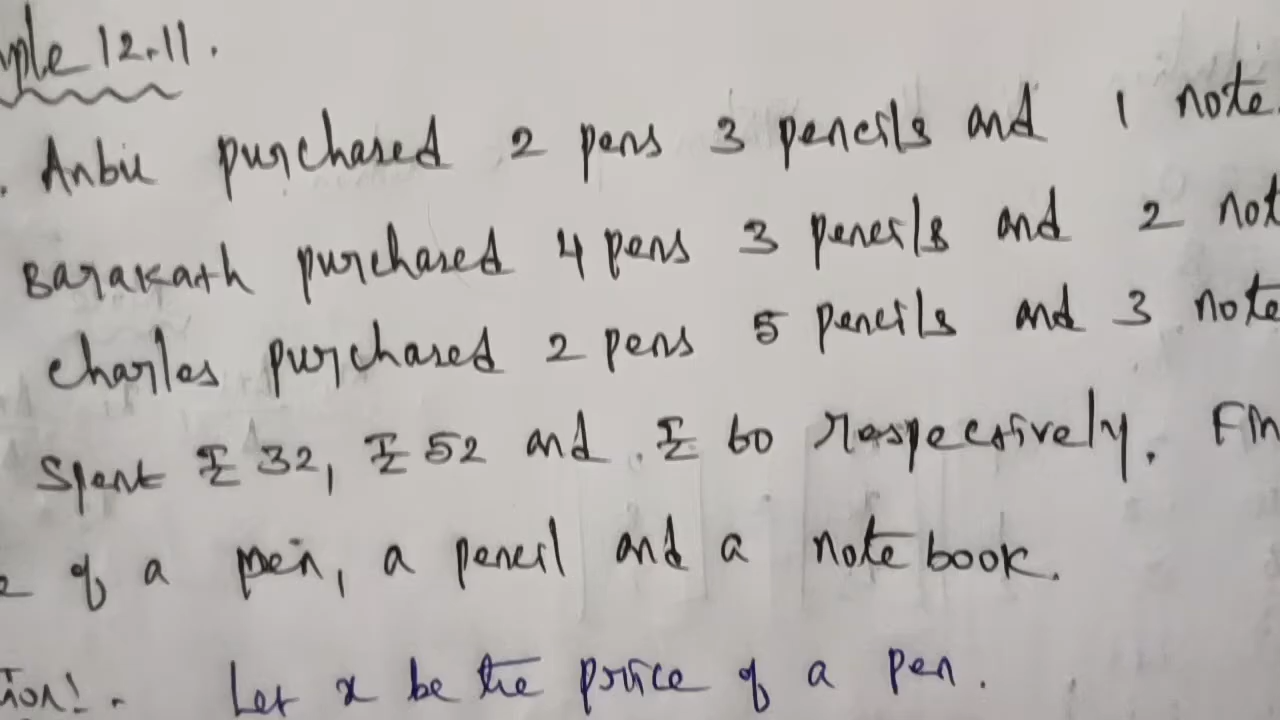 ple 12.11.
Anbu purchased 2 pens 3 pencils and 1 note
Barakath purchased 4 pens 3 pencils and 2 not
Charles purchased 2 pens 5 pencils and 3 note
Spent ₹ 32, ₹ 52 and ₹ 60 respectively. Fin
of a pen, a pencil and a note book.
tion:- Let x be the price of a pen.